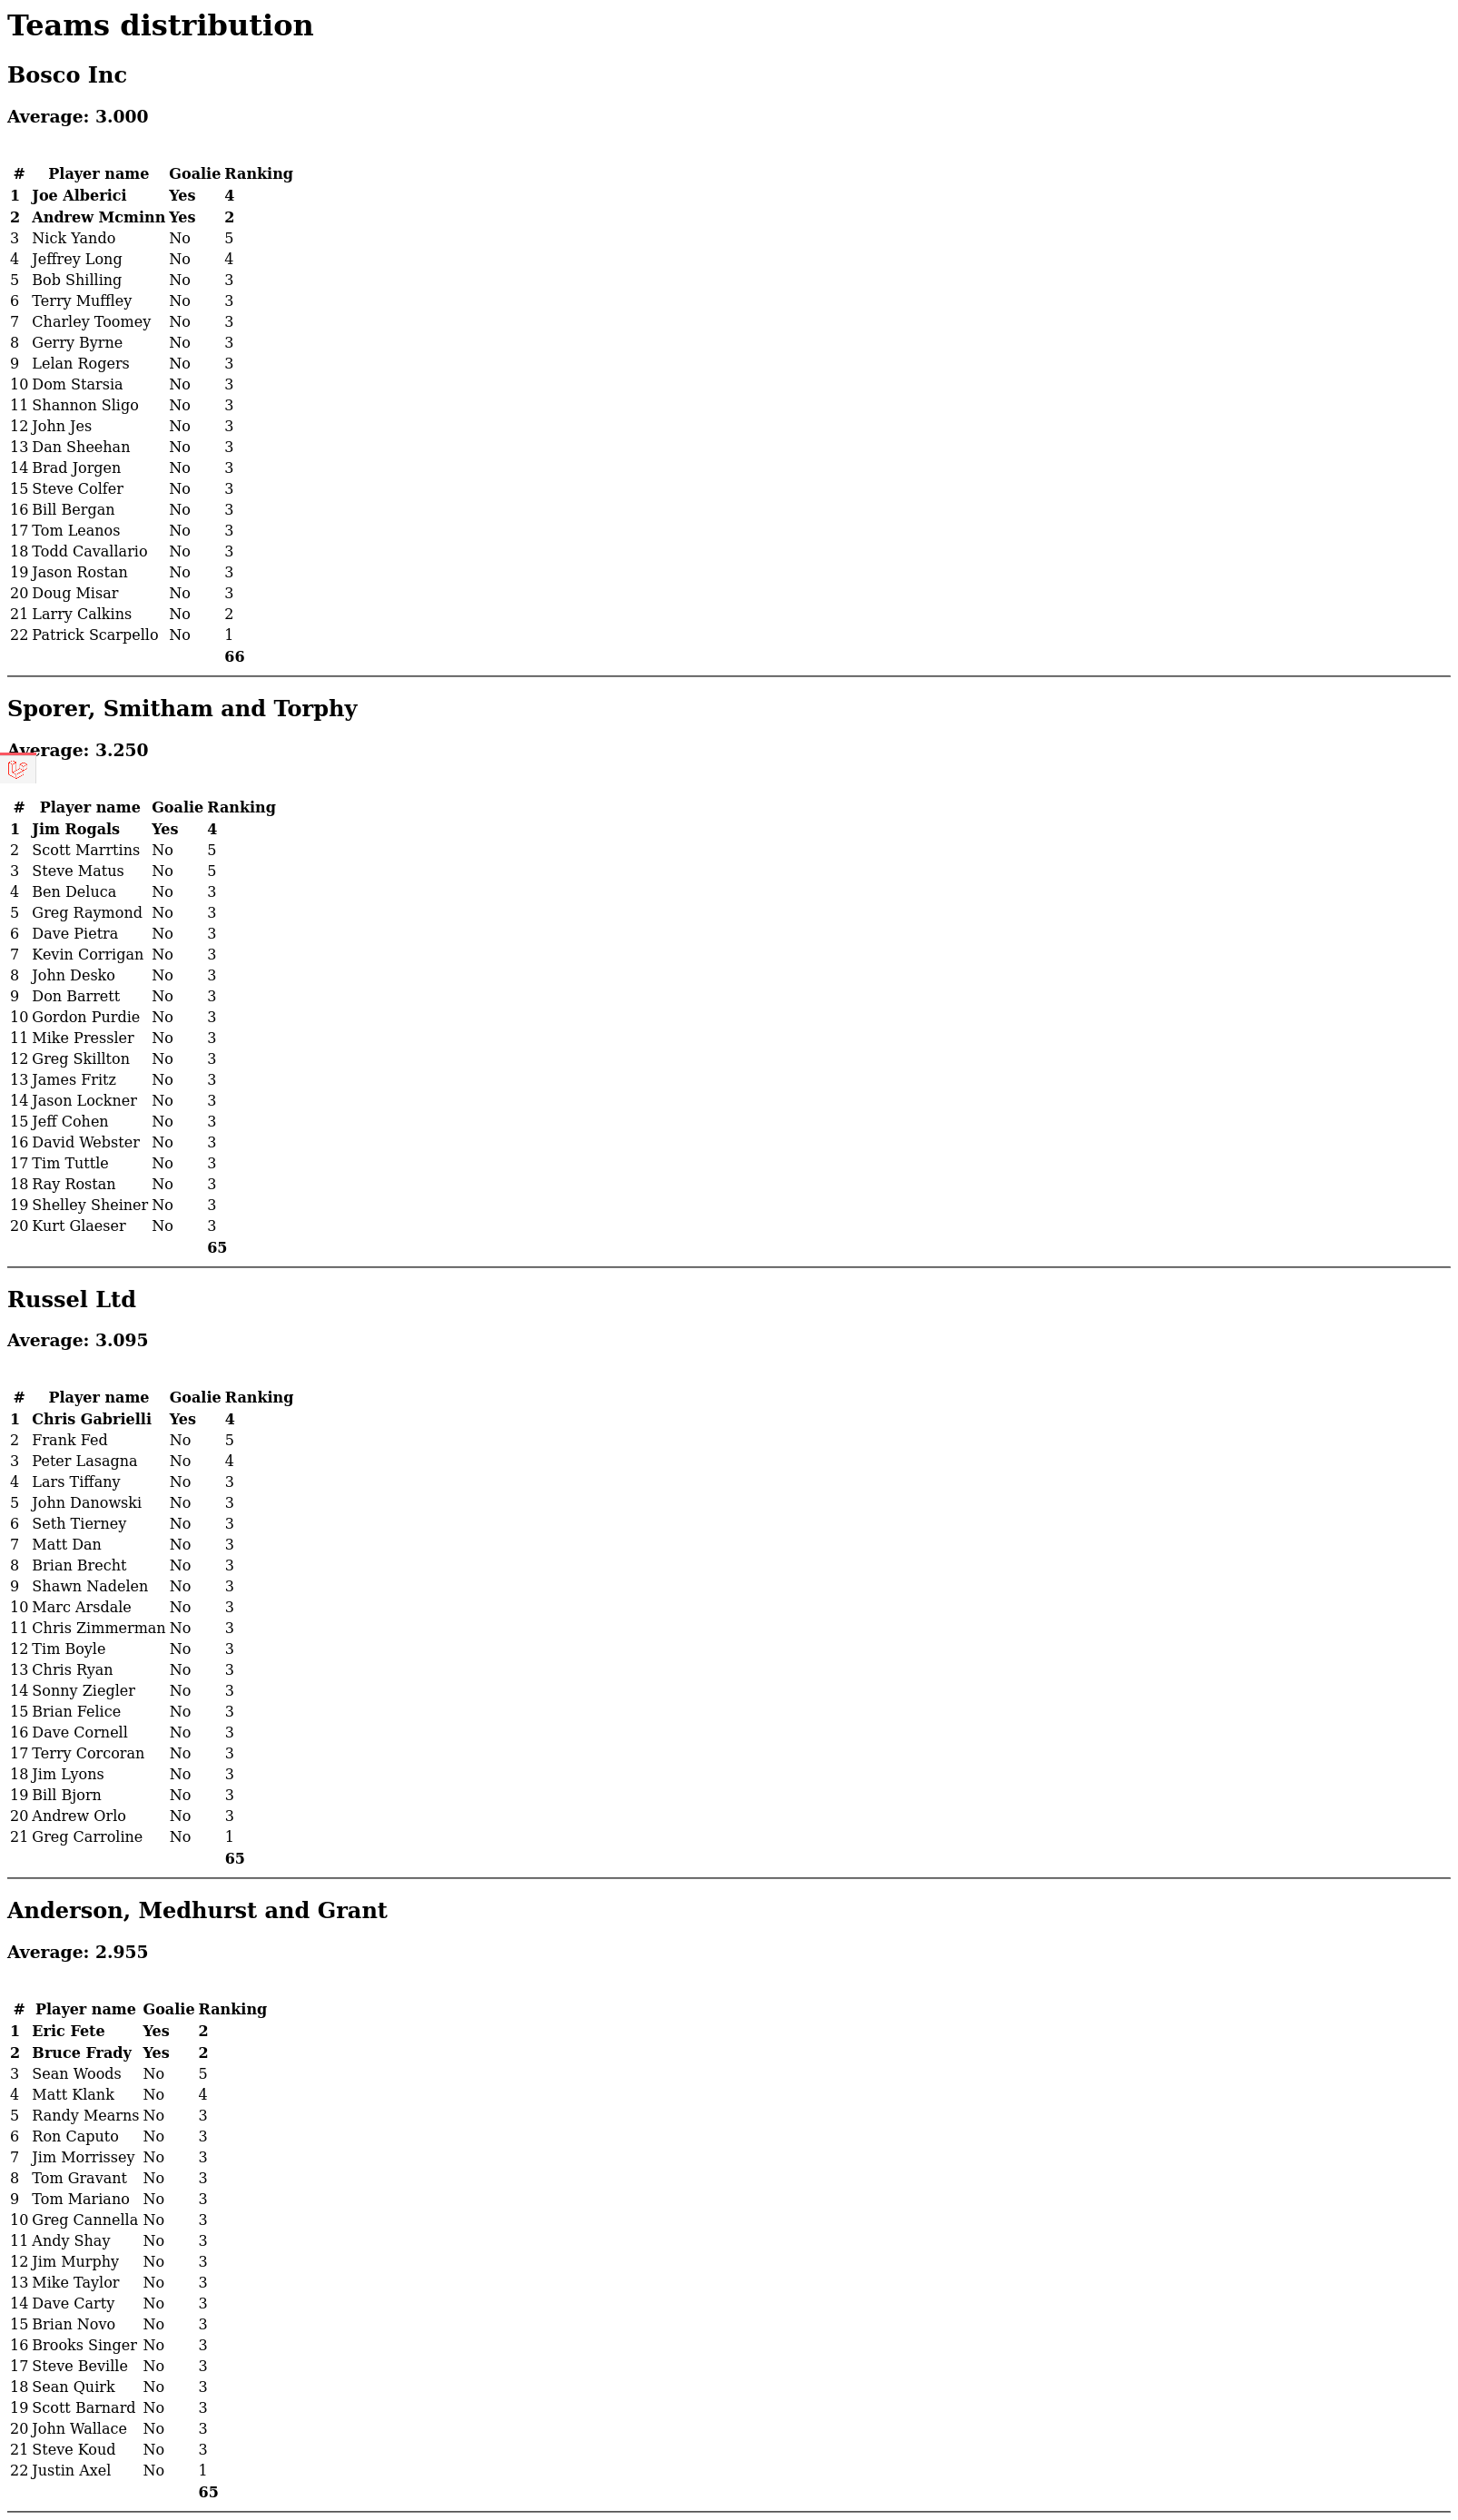 Teams distribution
Bosco Inc
Average: 3.000
# Player name Goalie Ranking
1 Joe Alberici Yes 4
2 Andrew Mcminn Yes 2
3 Nick Yando No 5
4 Jeffrey Long No 4
5 Bob Shilling No 3
6 Terry Muffley No 3
7 Charley Toomey No 3
8 Gerry Byrne No 3
9 Lelan Rogers No 3
10 Dom Starsia No 3
11 Shannon Sligo No 3
12 John Jes No 3
13 Dan Sheehan No 3
14 Brad Jorgen No 3
15 Steve Colfer No 3
16 Bill Bergan No 3
17 Tom Leanos No 3
18 Todd Cavallario No 3
19 Jason Rostan No 3
20 Doug Misar No 3
21 Larry Calkins No 2
22 Patrick Scarpello No 1
66
Sporer, Smitham and Torphy
Average: 3.250
# Player name Goalie Ranking
1 Jim Rogals Yes 4
2 Scott Marrtins No 5
3 Steve Matus No 5
4 Ben Deluca No 3
5 Greg Raymond No 3
6 Dave Pietra No 3
7 Kevin Corrigan No 3
8 John Desko No 3
9 Don Barrett No 3
10 Gordon Purdie No 3
11 Mike Pressler No 3
12 Greg Skillton No 3
13 James Fritz No 3
14 Jason Lockner No 3
15 Jeff Cohen No 3
16 David Webster No 3
17 Tim Tuttle No 3
18 Ray Rostan No 3
19 Shelley Sheiner No 3
20 Kurt Glaeser No 3
65
Russel Ltd
Average: 3.095
# Player name Goalie Ranking
1 Chris Gabrielli Yes 4
2 Frank Fed No 5
3 Peter Lasagna No 4
4 Lars Tiffany No 3
5 John Danowski No 3
6 Seth Tierney No 3
7 Matt Dan No 3
8 Brian Brecht No 3
9 Shawn Nadelen No 3
10 Marc Arsdale No 3
11 Chris Zimmerman No 3
12 Tim Boyle No 3
13 Chris Ryan No 3
14 Sonny Ziegler No 3
15 Brian Felice No 3
16 Dave Cornell No 3
17 Terry Corcoran No 3
18 Jim Lyons No 3
19 Bill Bjorn No 3
20 Andrew Orlo No 3
21 Greg Carroline No 1
65
Anderson, Medhurst and Grant
Average: 2.955
# Player name Goalie Ranking
1 Eric Fete Yes 2
2 Bruce Frady Yes 2
3 Sean Woods No 5
4 Matt Klank No 4
5 Randy Mearns No 3
6 Ron Caputo No 3
7 Jim Morrissey No 3
8 Tom Gravant No 3
9 Tom Mariano No 3
10 Greg Cannella No 3
11 Andy Shay No 3
12 Jim Murphy No 3
13 Mike Taylor No 3
14 Dave Carty No 3
15 Brian Novo No 3
16 Brooks Singer No 3
17 Steve Beville No 3
18 Sean Quirk No 3
19 Scott Barnard No 3
20 John Wallace No 3
21 Steve Koud No 3
22 Justin Axel No 1
65